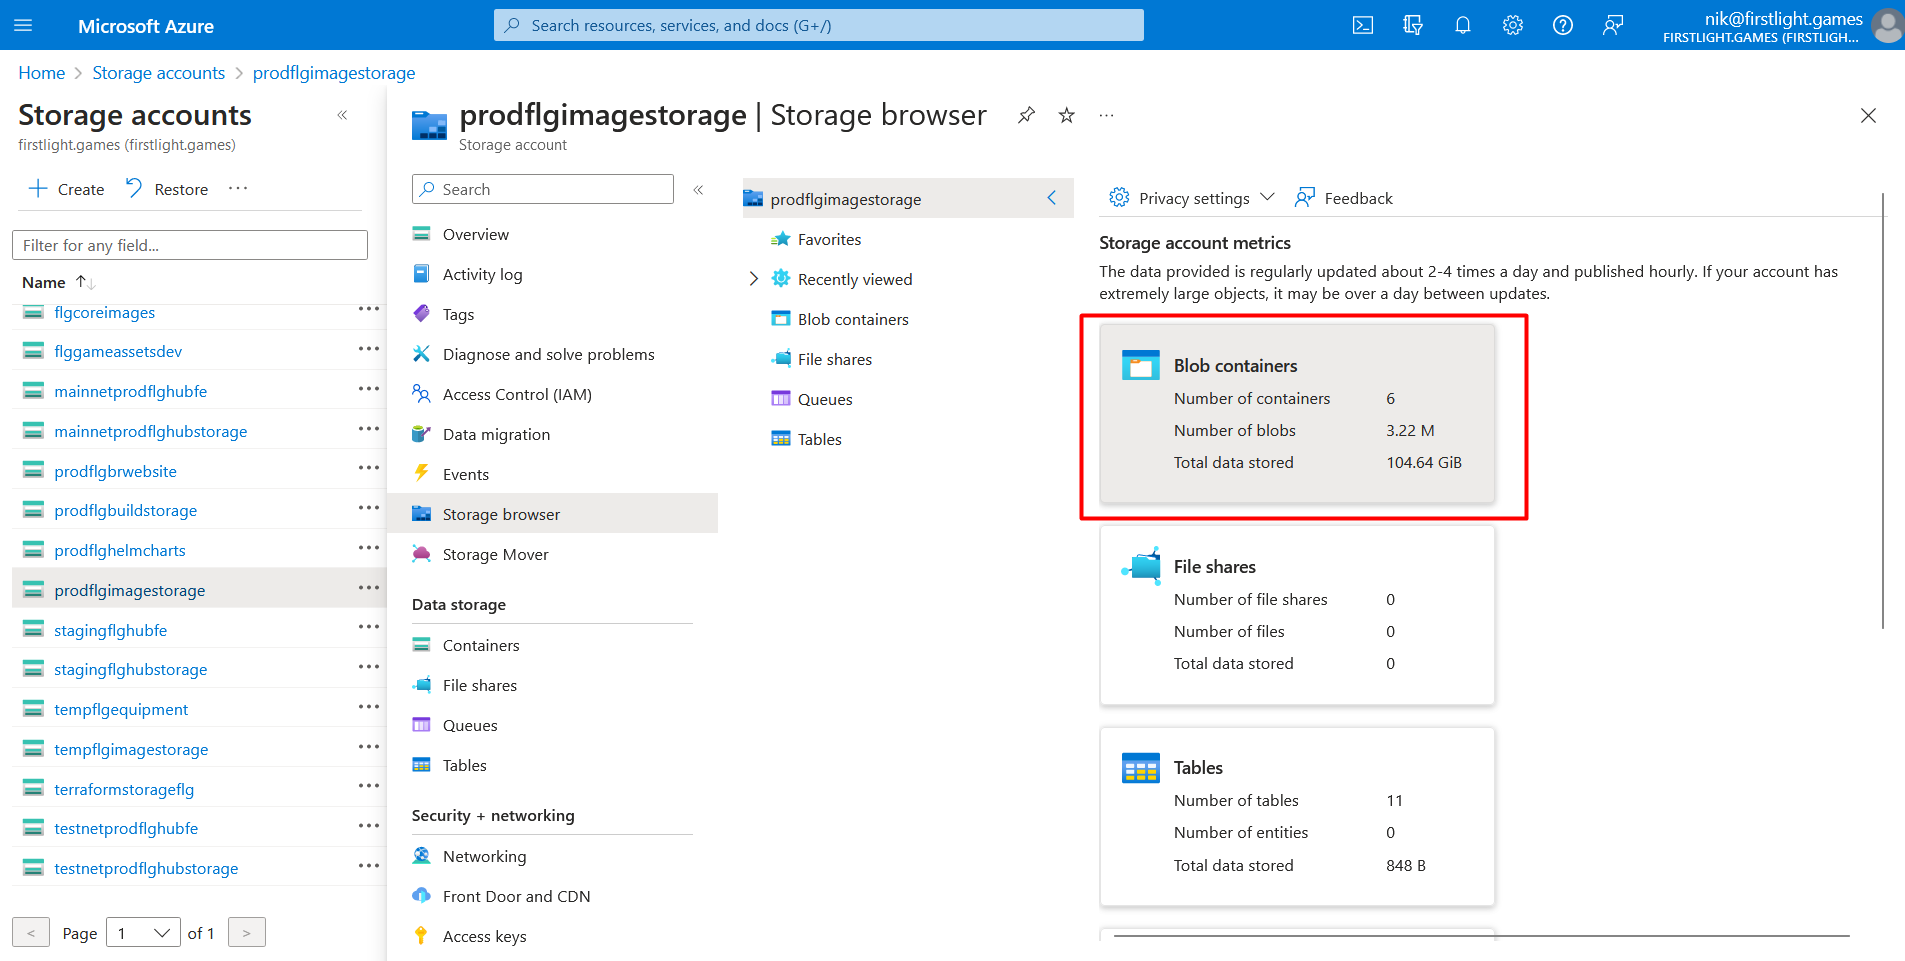 Microsoft Azure
Search resources, services, and docs (G+/)
nik@firstlight.games
FIRSTLIGHT.GAMES (FIRSTLIGH...
Home > Storage accounts > prodflgimagestorage
Storage accounts
firstlight.games (firstlight.games)
Create
Restore
Filter for any field...
Name
flgcoreimages
flggameassetsdev
mainnetprodflghubfe
mainnetprodflghubstorage
prodflgbrwebsite
prodflgbuildstorage
prodflghelmcharts
prodflgimagestorage
stagingflghubfe
stagingflghubstorage
tempflgequipment
tempflgimagestorage
terraformstorageflg
testnetprodflghubfe
testnetprodflghubstorage
< Page 1 of 1 >
prodflgimagestorage | Storage browser
Storage account
Search
Overview
Activity log
Tags
Diagnose and solve problems
Access Control (IAM)
Data migration
Events
Storage browser
Storage Mover
Data storage
Containers
File shares
Queues
Tables
Security + networking
Networking
Front Door and CDN
Access keys
prodflgimagestorage
Favorites
Recently viewed
Blob containers
File shares
Queues
Tables
Privacy settings
Feedback
Storage account metrics
The data provided is regularly updated about 2-4 times a day and published hourly. If your account has
extremely large objects, it may be over a day between updates.
Blob containers
Number of containers 6
Number of blobs 3.22 M
Total data stored 104.64 GiB
File shares
Number of file shares 0
Number of files 0
Total data stored 0
Tables
Number of tables 11
Number of entities 0
Total data stored 848 B